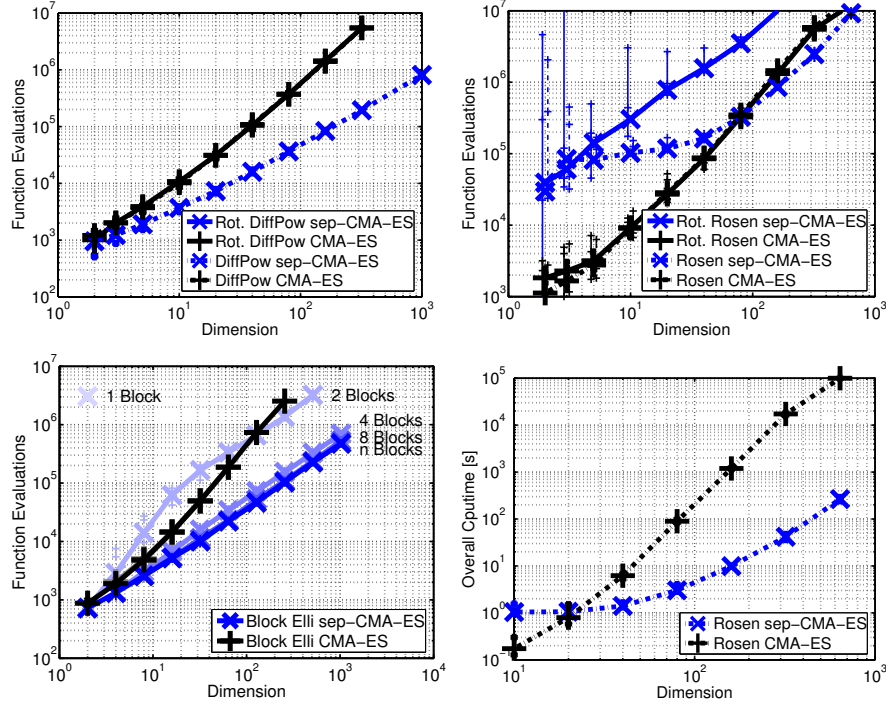 10^7
10^6
10^5
10^4
10^3
10^2
Function Evaluations
10^0
10^1
10^2
10^3
Dimension
Rot. DiffPow sep−CMA−ES
Rot. DiffPow CMA−ES
DiffPow sep−CMA−ES
DiffPow CMA−ES
10^7
10^6
10^5
10^4
10^3
Function Evaluations
10^0
10^1
10^2
10^3
Dimension
Rot. Rosen sep−CMA−ES
Rot. Rosen CMA−ES
Rosen sep−CMA−ES
Rosen CMA−ES
10^7
10^6
10^5
10^4
10^3
10^2
Function Evaluations
1 Block
2 Blocks
4 Blocks
8 Blocks
n Blocks
Block Elli sep−CMA−ES
Block Elli CMA−ES
10^0
10^1
10^2
10^3
10^4
Dimension
10^5
10^4
10^3
10^2
10^1
10^0
10^−1
Overall Cputime [s]
Rosen sep−CMA−ES
Rosen CMA−ES
10^1
10^2
10^3
Dimension